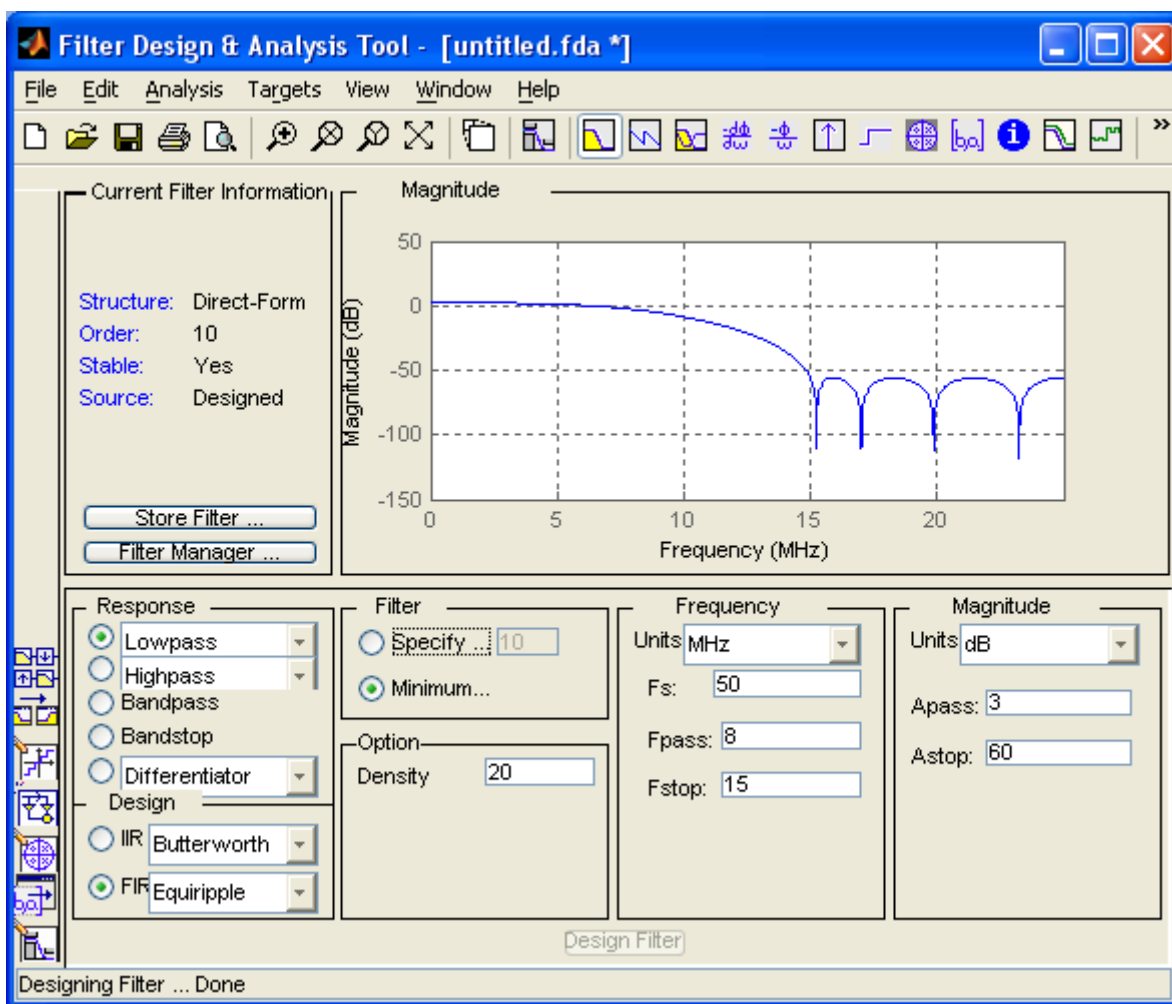 Filter Design & Analysis Tool - [untitled.fda *]
File Edit Analysis Targets View Window Help
Current Filter Information
Structure: Direct-Form
Order: 10
Stable: Yes
Source: Designed
Store Filter ...
Filter Manager ...
Magnitude
Magnitude (dB)
50
0
-50
-100
-150
0 5 10 15 20
Frequency (MHz)
Response
Lowpass
Highpass
Bandpass
Bandstop
Differentiator
Design
IIR Butterworth
FIR Equiripple
Filter
Specify ... 10
Minimum...
Option
Density 20
Frequency
Units MHz
Fs: 50
Fpass: 8
Fstop: 15
Magnitude
Units dB
Apass: 3
Astop: 60
Design Filter
Designing Filter ... Done